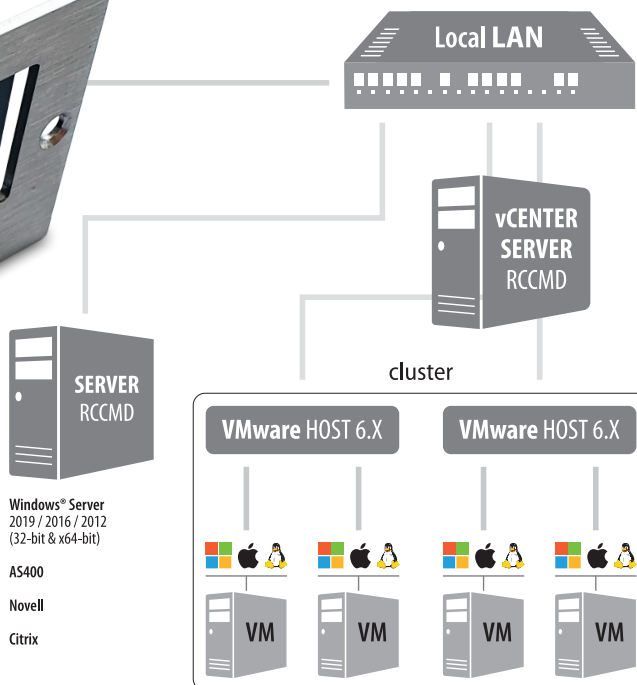 Local LAN
vCENTER
SERVER
RCCMD
SERVER
RCCMD
cluster
VMware HOST 6.X
VMware HOST 6.X
Windows® Server
2019 / 2016 / 2012
(32-bit & x64-bit)
AS400
Novell
Citrix
VM
VM
VM
VM